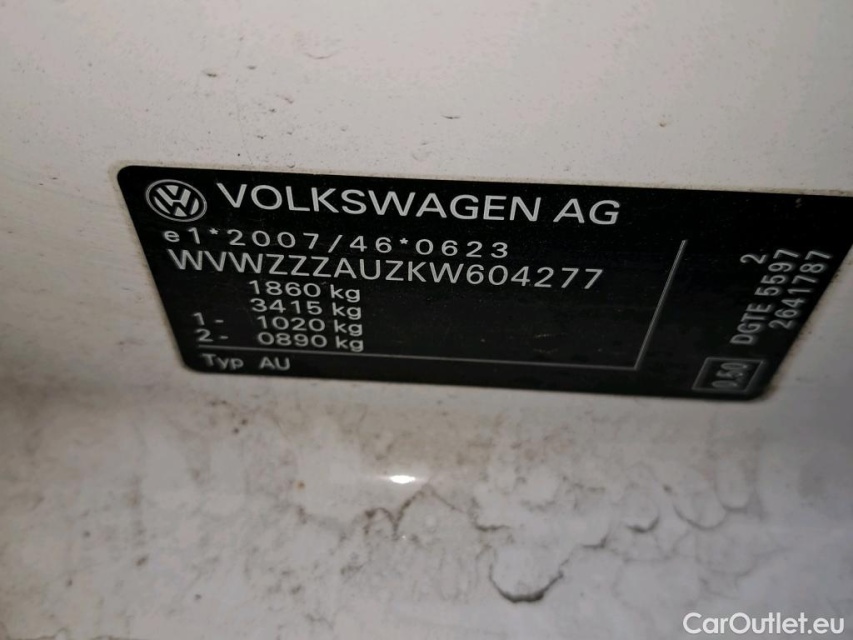 VOLKSWAGEN AG
e1*2007/46*0623
WVWZZZAUZKW604277
1860 kg
3415 kg
1- 1020 kg
2- 0890 kg
Typ AU
2
DGTE 5597
2641787
0.50
CarOutlet.eu